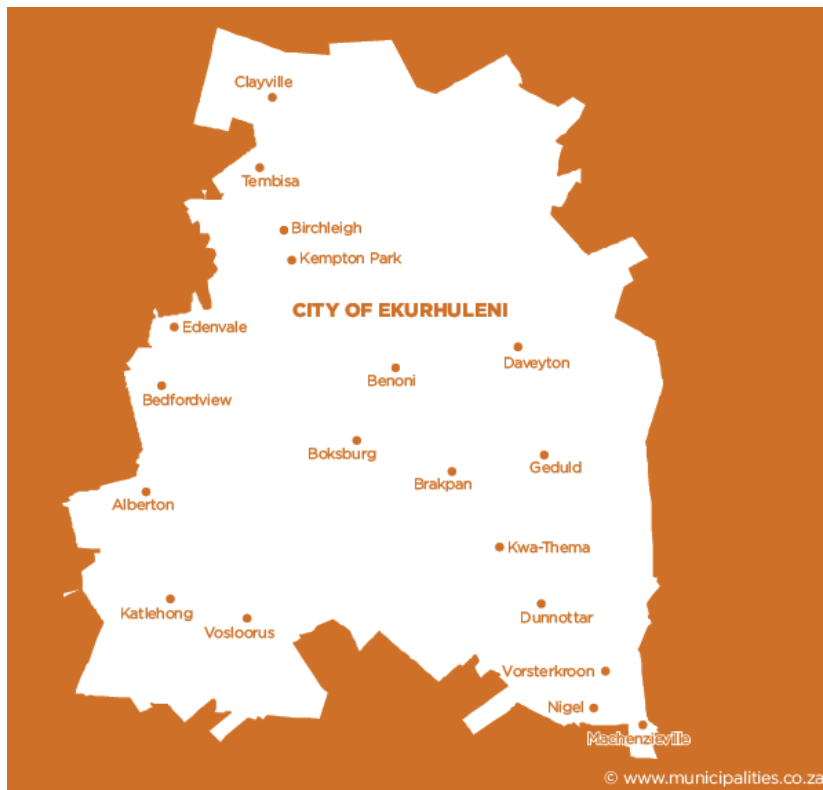 Clayville
Tembisa
Birchleigh
Kempton Park
CITY OF EKURHULENI
Edenvale
Daveyton
Benoni
Bedfordview
Boksburg
Geduld
Brakpan
Alberton
Kwa-Thema
Katlehong
Dunnottar
Vosloorus
Vorsterkroon
Nigel
Machenzieville
© www.municipalities.co.za